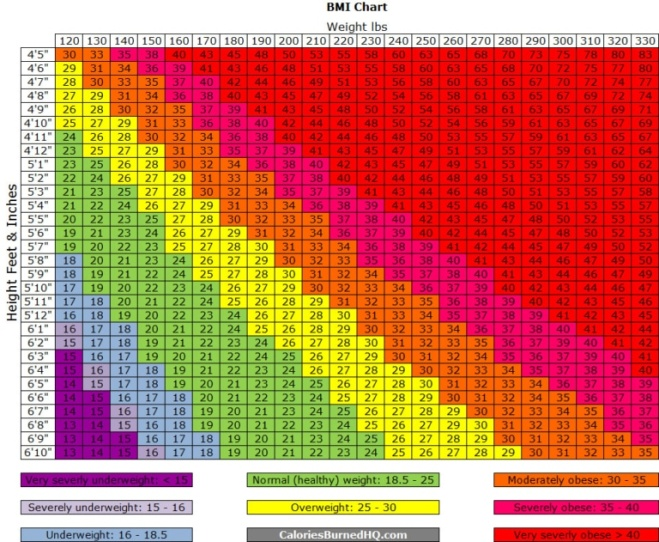 BMI Chart
Weight lbs
120 130 140 150 160 170 180 190 200 210 220 230 240 250 260 270 280 290 300 310 320 330
Height Feet & Inches
4'5" 30 33 35 38 40 43 45 48 50 53 55 58 60 63 65 68 70 73 75 78 80 83
4'6" 29 31 34 36 39 41 43 46 48 51 53 55 58 60 63 65 68 70 72 75 77 80
4'7" 28 30 33 35 37 40 42 44 46 49 51 53 56 58 60 63 65 67 70 72 74 77
4'8" 27 29 31 34 36 38 40 43 45 47 49 52 54 56 58 61 63 65 67 69 72 74
4'9" 26 28 30 32 35 37 39 41 43 45 48 50 52 54 56 58 61 63 65 67 69 71
4'10" 25 27 29 31 33 36 38 40 42 44 46 48 50 52 54 56 59 61 63 65 67 69
4'11" 24 26 28 30 32 34 36 38 40 42 44 46 48 50 53 55 57 59 61 63 65 67
4'12" 23 25 27 29 31 33 35 37 39 41 43 45 47 49 51 53 55 57 59 61 62 64
5'1" 23 25 26 28 30 32 34 36 38 40 42 43 45 47 49 51 53 55 57 59 60 62
5'2" 22 24 26 27 29 31 33 35 37 38 40 42 44 46 48 49 51 53 55 57 59 60
5'3" 21 23 25 27 28 30 32 34 35 37 39 41 43 44 46 48 50 51 53 55 57 58
5'4" 21 22 24 26 27 29 31 33 34 36 38 39 41 43 45 46 48 50 51 53 55 57
5'5" 20 22 23 25 27 28 30 32 33 35 37 38 40 42 43 45 47 48 50 52 53 55
5'6" 19 21 23 24 26 27 29 31 32 34 36 37 39 40 42 44 45 47 48 50 52 53
5'7" 19 20 22 23 25 27 28 30 31 33 34 36 38 39 41 42 44 45 47 49 50 52
5'8" 18 20 21 23 24 26 27 29 30 32 33 35 36 38 40 41 43 44 46 47 49 50
5'9" 18 19 21 22 24 25 27 28 30 31 32 34 35 37 38 40 41 43 44 46 47 49
5'10" 17 19 20 22 23 24 26 27 29 30 32 33 34 36 37 39 40 42 43 44 46 47
5'11" 17 18 20 21 22 24 25 26 28 29 31 32 33 35 36 38 39 40 42 43 45 46
5'12" 16 18 19 20 22 23 24 26 27 28 30 31 33 34 35 37 38 39 41 42 43 45
6'1" 16 17 18 20 21 22 24 25 26 28 29 30 32 33 34 36 37 38 40 41 42 44
6'2" 15 17 18 19 21 22 23 24 26 27 28 30 31 32 33 35 36 37 39 40 41 42
6'3" 15 16 17 19 20 21 22 24 25 26 27 29 30 31 32 34 35 36 37 39 40 41
6'4" 15 16 17 18 19 21 22 23 24 26 27 28 29 30 32 33 34 35 37 38 39 40
6'5" 14 15 17 18 19 20 21 23 24 25 26 27 28 30 31 32 33 34 36 37 38 39
6'6" 14 15 16 17 18 20 21 22 23 24 25 27 28 29 30 31 32 34 35 36 37 38
6'7" 14 15 16 17 18 19 20 21 23 24 25 26 27 28 29 30 32 33 34 35 36 37
6'8" 13 14 15 16 18 19 20 21 22 23 24 25 26 27 29 30 31 32 33 34 35 36
6'9" 13 14 15 16 17 18 19 20 21 22 24 25 26 27 28 29 30 31 32 33 34 35
6'10" 13 14 15 16 17 18 19 20 21 22 23 24 25 26 27 28 29 30 31 32 33 35
Very severly underweight: < 15
Normal (healthy) weight: 18.5 - 25
Moderately obese: 30 - 35
Severely underweight: 15 - 16
Overweight: 25 - 30
Severely obese: 35 - 40
Underweight: 16 - 18.5
CaloriesBurnedHQ.com
Very severly obese > 40